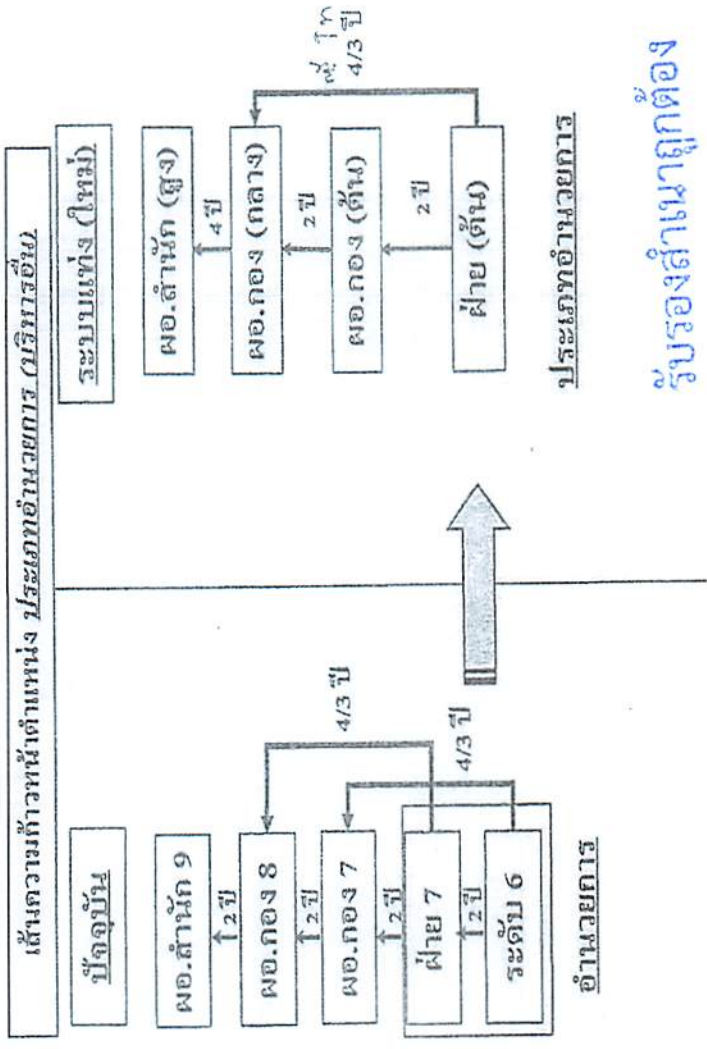 เส้นความก้าวหน้าตำแหน่ง ประเภทอำนวยการ (บริหารอื่น)
ปัจจุบัน
ผอ.สำนัก 9
2 ปี
ผอ.กอง 8
2 ปี
ผอ.กอง 7
2 ปี
ฝ่าย 7
2 ปี
ระดับ 6
4/3 ปี
4/3 ปี
อำนวยการ
ระบบแท่ง (ใหม่)
ผอ.สำนัก (สูง)
4 ปี
ผอ.กอง (กลาง)
2 ปี
ผอ.กอง (ต้น)
2 ปี
ฝ่าย (ต้น)
4/3 ปี
ประเภทอำนวยการ
รับรองสำเนาถูกต้อง